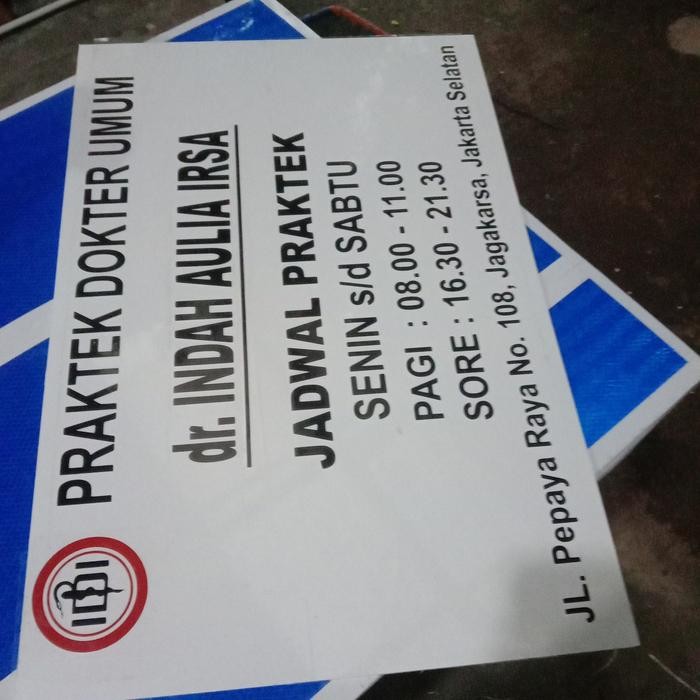 IDI
PRAKTEK DOKTER UMUM
dr. INDAH AULIA IRSA
JADWAL PRAKTEK
SENIN s/d SABTU
PAGI : 08.00 - 11.00
SORE : 16.30 - 21.30
JL. Pepaya Raya No. 108, Jagakarsa, Jakarta Selatan